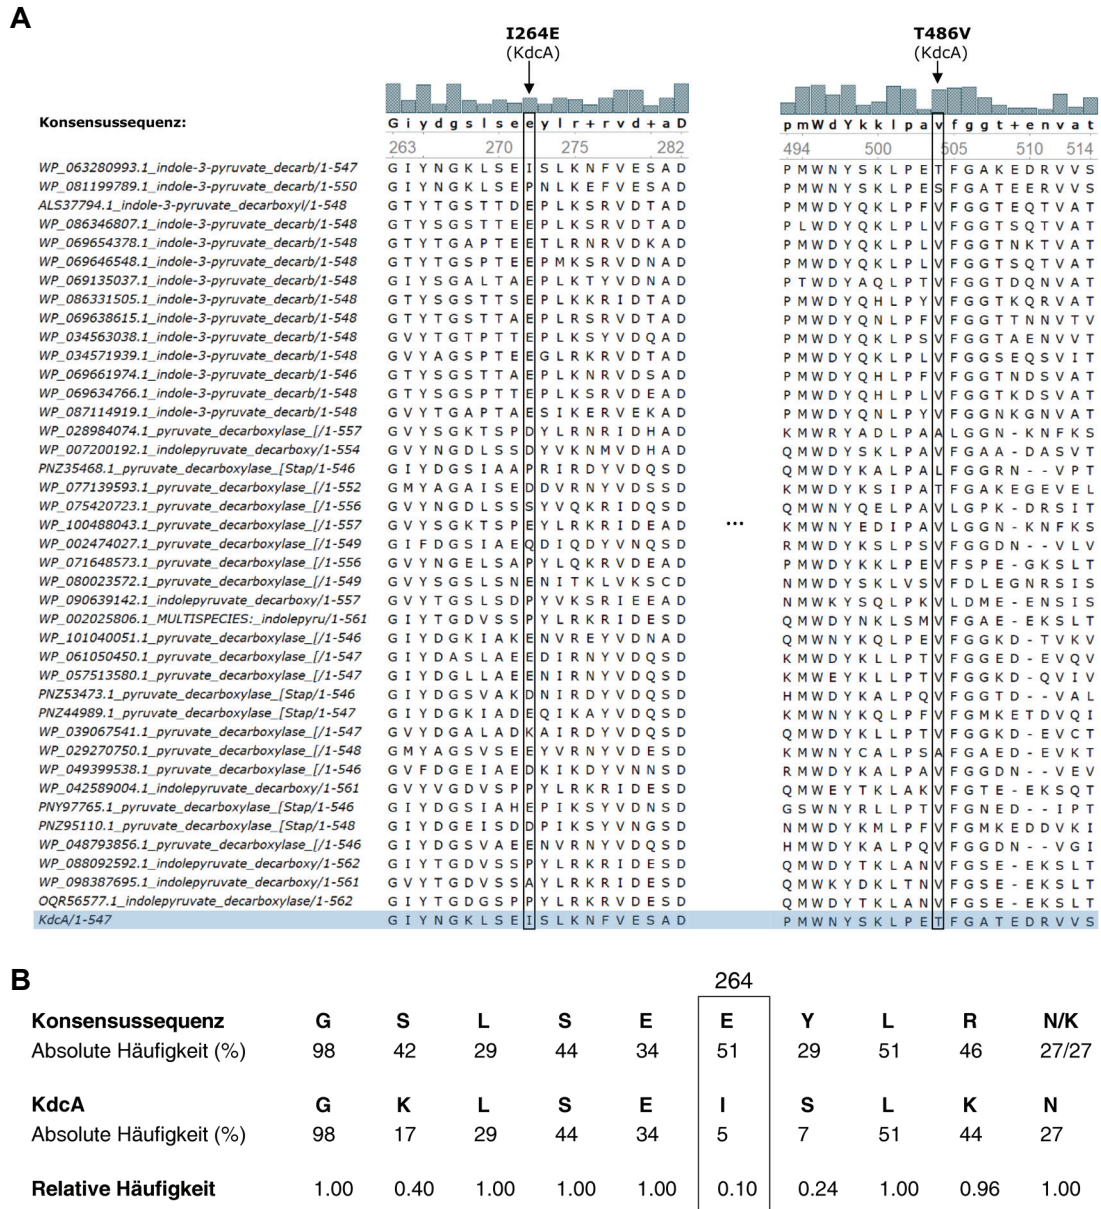 A
I264E T486V
(KdcA) (KdcA)
Konsensussequenz: G i y d g s l s e e y l r + r v d + a D p m W d Y k k l p a v f g g t + e n v a t
263 270 275 282 494 500 505 510 514
WP_063280993.1_indole-3-pyruvate_decarb/1-547 G I Y N G K L S E I S L K N F V E S A D P M W N Y S K L P E T F G A K E D R V V S
WP_081199789.1_indole-3-pyruvate_decarb/1-550 G I Y N G K L S E P N L K E F V E S A D P M W N Y S K L P E S F G A K E D R V V S
ALS37794.1_indole-3-pyruvate_decarboxyl/1-548 G T Y T G S T T D E P L K S R V D T A D P M W D Y Q K L P F V F G G T E Q T V A T
WP_086346807.1_indole-3-pyruvate_decarb/1-548 G T Y S G S T T E E P L K S R V D T A D P L W D Y Q K L P L V F G G T S Q T V A T
WP_069654378.1_indole-3-pyruvate_decarb/1-548 G T Y T G A P T E E T L R N R V D K A D P M W D Y Q K L P L V F G G T N K T V A T
WP_069646548.1_indole-3-pyruvate_decarb/1-548 G T Y T G S P T E E P M K S R V D N A D P M W D Y Q K L P L V F G G T S Q T V A T
WP_069135037.1_indole-3-pyruvate_decarb/1-548 G I Y S G A L T A E P L K T Y V D N A D P T W D Y A Q L P T V F G G T D Q N V A T
WP_086331505.1_indole-3-pyruvate_decarb/1-548 G T Y S G S T T S E P L K K R I D T A D P M W D Y Q H L P Y V F G G T K Q R V A T
WP_069638615.1_indole-3-pyruvate_decarb/1-548 G T Y S G S T T A E P L R S R V D T A D P M W D Y Q N L P F V F G G T T N N V T V
WP_034563038.1_indole-3-pyruvate_decarb/1-548 G V Y T G T P T T E P L K S Y V D Q A D P M W D Y Q K L P S V F G G T A E N V V T
WP_034571939.1_indole-3-pyruvate_decarb/1-548 G V Y A G S P T E E G L R K R V D T A D P M W D Y Q K L P L V F G G S E Q S V I T
WP_069661974.1_indole-3-pyruvate_decarb/1-546 G T Y S G S T T A E P L K N R V D T A D P M W D Y Q H L P F V F G G T N D S V A T
WP_069634766.1_indole-3-pyruvate_decarb/1-548 G T Y S G S P T T E P L K S R V D E A D P M W D Y Q K L P L V F G G T K D S V A T
WP_087114919.1_indole-3-pyruvate_decarb/1-548 G V Y T G A P T A E S I K E R V E K A D P M W D Y Q N L P Y V F G G N K G N V A T
WP_028984074.1_pyruvate_decarboxylase_[/1-557 G V Y S G K T S P D Y L R N R I D H A D K M W R Y A D L P A A L G G N - K N F K S
WP_007200192.1_indolepyruvate_decarboxy/1-554 G V Y N G D L S S D Y V K N M V D H A D Q M W D Y S K L P A V F G A A - D A S V T
PNZ35468.1_pyruvate_decarboxylase_[Stap/1-546 G I Y D G S I A A P R I R D Y V D Q S D Q M W D Y K A L P A L F G G R N - - V P T
WP_077139593.1_pyruvate_decarboxylase_[/1-552 G M Y A G A I S E D D V R N Y V D S S D K M W D Y K S I P A T F G A K E G E V E L
WP_075420723.1_pyruvate_decarboxylase_[/1-556 G V Y N G D L S S S Y V Q K R I D Q S D Q M W N Y Q E L P A V L G P K - D R S I T
WP_100488043.1_pyruvate_decarboxylase_[/1-557 G V Y S G K T S P E Y L R K R I D E A D K M W N Y E D I P A V L G G N - K N F K S
WP_002474027.1_pyruvate_decarboxylase_[/1-549 G I F D G S I A E Q D I Q D Y V N Q S D R M W D Y K S L P S V F G G D N - - V L V
WP_071648573.1_pyruvate_decarboxylase_[/1-556 G V Y N G E L S A P Y L Q K R V D E A D P M W D Y K K L P E V F S P E - G K S L T
WP_080023572.1_pyruvate_decarboxylase_[/1-549 G V Y S G S L S N E N I T K L V K S C D N M W D Y S K L V S V F D L E G N R S I S
WP_090639142.1_indolepyruvate_decarboxy/1-557 G V Y T G S L S D P Y V K S R I E E A D N M W K Y S Q L P K V L D M E - E N S I S
WP_002025806.1_MULTISPECIES:_indolepyru/1-561 G I Y T G D V S S P Y L R K R I D E S D P M W D Y N K L S M V F G A E - E K S L T
WP_101040051.1_pyruvate_decarboxylase_[/1-546 G I Y D G K I A K E N V R E Y V D N A D Q M W N Y K Q L P E V F G G K D - T V K V
WP_061050450.1_pyruvate_decarboxylase_[/1-547 G I Y D A S L A E E D I R N Y V D Q S D K M W D Y K L L P T V F G G E D - E V Q V
WP_057513580.1_pyruvate_decarboxylase_[/1-547 G I Y D G L L A E E N I R N Y V D Q S D K M W E Y K L L P T V F G G K D - Q V I V
PNZ53473.1_pyruvate_decarboxylase_[Stap/1-546 G I Y D G S V A K D N I R D Y V D Q S D H M W D Y K A L P Q V F G G T D - - V A L
PNZ44989.1_pyruvate_decarboxylase_[Stap/1-547 G I Y D G K I A D E Q I K A Y V D Q S D K M W N Y K Q L P F V F G M K E T D V Q I
WP_039067541.1_pyruvate_decarboxylase_[/1-547 G V Y D G A L A D K A I R D Y V D Q S D Q M W D Y K L L P T V F G G K D - E V C T
WP_029270750.1_pyruvate_decarboxylase_[/1-548 G M Y A G S V S E E Y V R N Y V D E S D K M W N Y C A L P S A F G A E D - E V K T
WP_049399538.1_pyruvate_decarboxylase_[/1-546 G V F D G E I A E D K I K D Y V N N S D R M W D Y K A L P A V F G G D N - - V E V
WP_042589004.1_indolepyruvate_decarboxy/1-561 G V Y V G D V S P P Y L R K R I D E S D Q M W E Y T K L A K V F G T E - E K S Q T
PNY97765.1_pyruvate_decarboxylase_[Stap/1-546 G I Y D G S I A H E P I K S Y V D N S D G S W N Y R L L P T V F G N E D - - I P T
PNZ95110.1_pyruvate_decarboxylase_[Stap/1-548 G I Y D G E I S D D P I K S Y V N G S D N M W D Y K M L P F V F G M K E D D V K I
WP_048793856.1_pyruvate_decarboxylase_[/1-546 G I Y D G S V A E E N V R N Y V D Q S D H M W D Y K A L P Q V F G G D N - - V G I
WP_088092592.1_indolepyruvate_decarboxy/1-562 G I Y T G D V S S P Y L R K R I D E S D Q M W D Y T K L A N V F G S E - E K S L T
WP_098387695.1_indolepyruvate_decarboxy/1-561 G V Y T G D V S S A Y L R K R I D E S D Q M W K Y D K L T N V F G S E - E K S L T
OQR56577.1_indolepyruvate_decarboxylase/1-562 G I Y T G D G S P P Y L R K R I D E S D Q M W D Y T K L A N V F G S E - E K S L T
KdcA/1-547 G I Y N G K L S E I S L K N F V E S A D P M W N Y S K L P E T F G A T E D R V V S
...
B
264
Konsensussequenz G S L S E E Y L R N/K
Absolute Häufigkeit (%) 98 42 29 44 34 51 29 51 46 27/27
KdcA G K L S E I S L K N
Absolute Häufigkeit (%) 98 17 29 44 34 5 7 51 44 27
Relative Häufigkeit 1.00 0.40 1.00 1.00 1.00 0.10 0.24 1.00 0.96 1.00